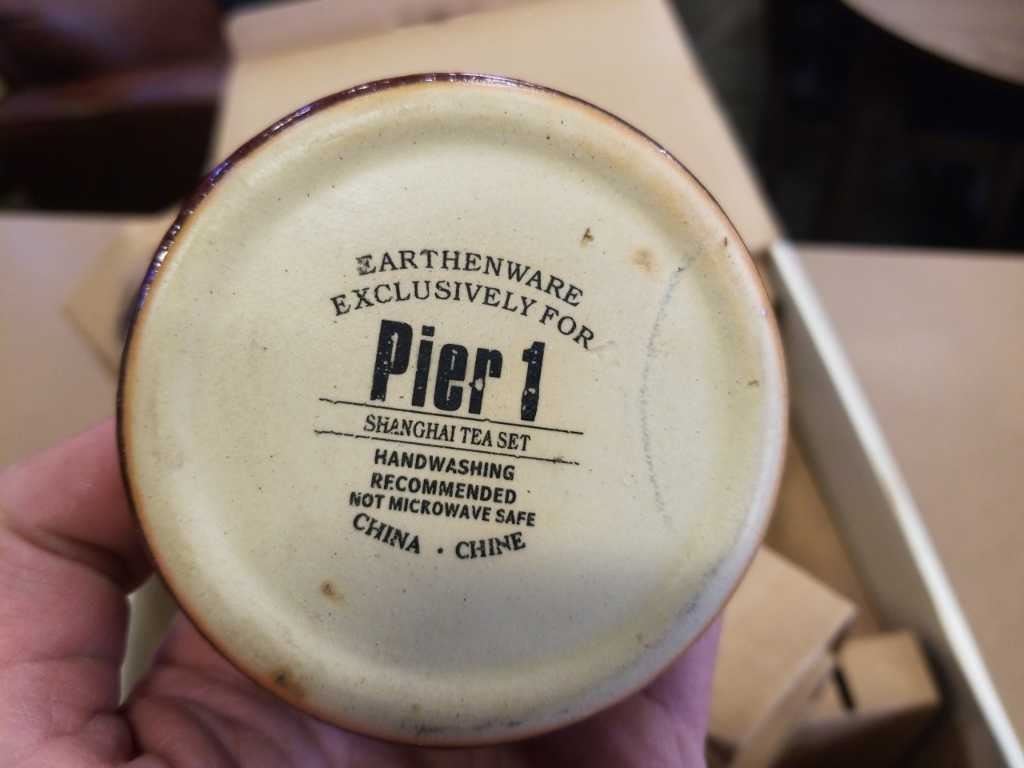 EARTHENWARE
EXCLUSIVELY FOR
Pier 1
SHANGHAI TEA SET
HANDWASHING
RECOMMENDED
NOT MICROWAVE SAFE
CHINA · CHINE